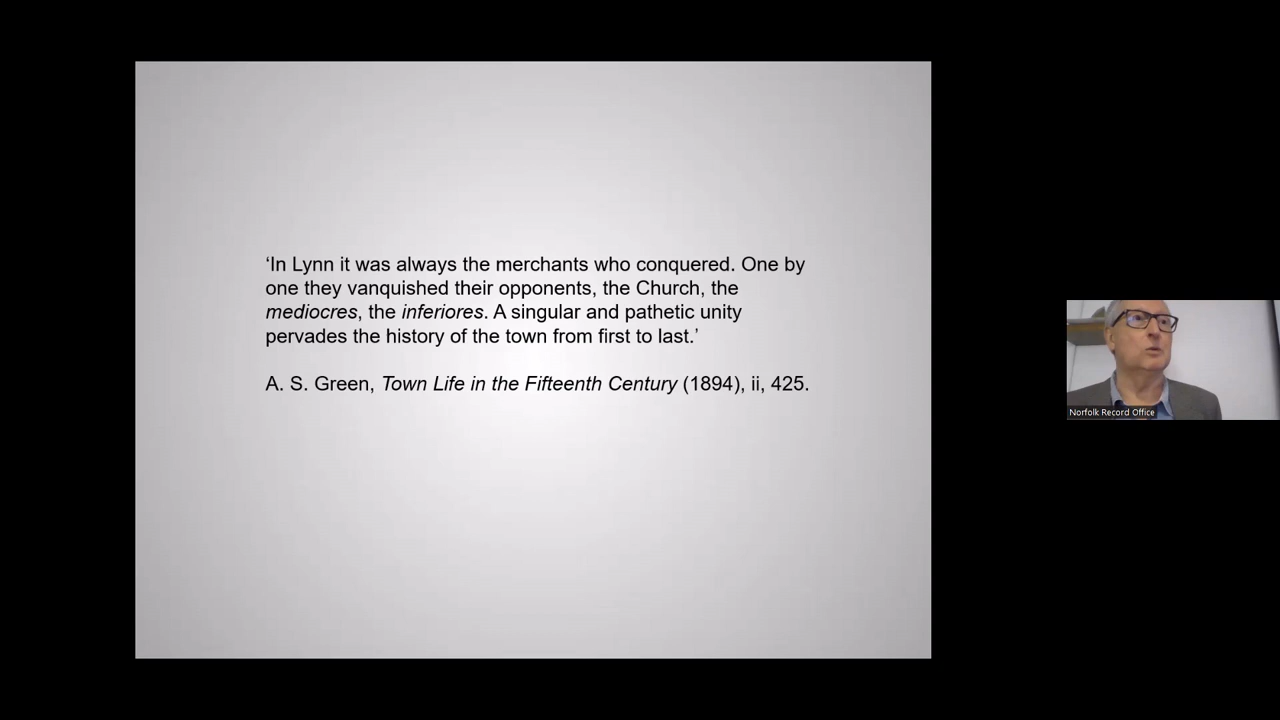 ‘In Lynn it was always the merchants who conquered. One by
one they vanquished their opponents, the Church, the
mediocres, the inferiores. A singular and pathetic unity
pervades the history of the town from first to last.’
A. S. Green, Town Life in the Fifteenth Century (1894), ii, 425.
Norfolk Record Office